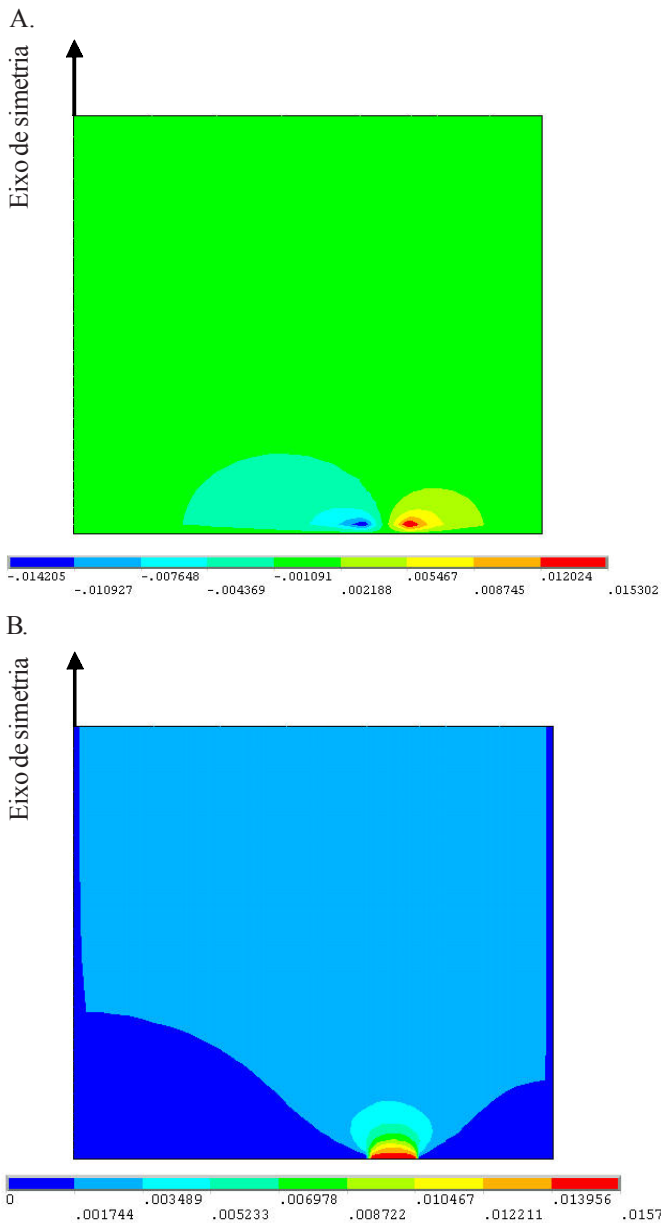 A.
Eixo de simetria
-.014205 -.007648 -.001091 .005467 .012024
-.010927 -.004369 .002188 .008745 .015302
B.
Eixo de simetria
0 .003489 .006978 .010467 .013956
.001744 .005233 .008722 .012211 .0157